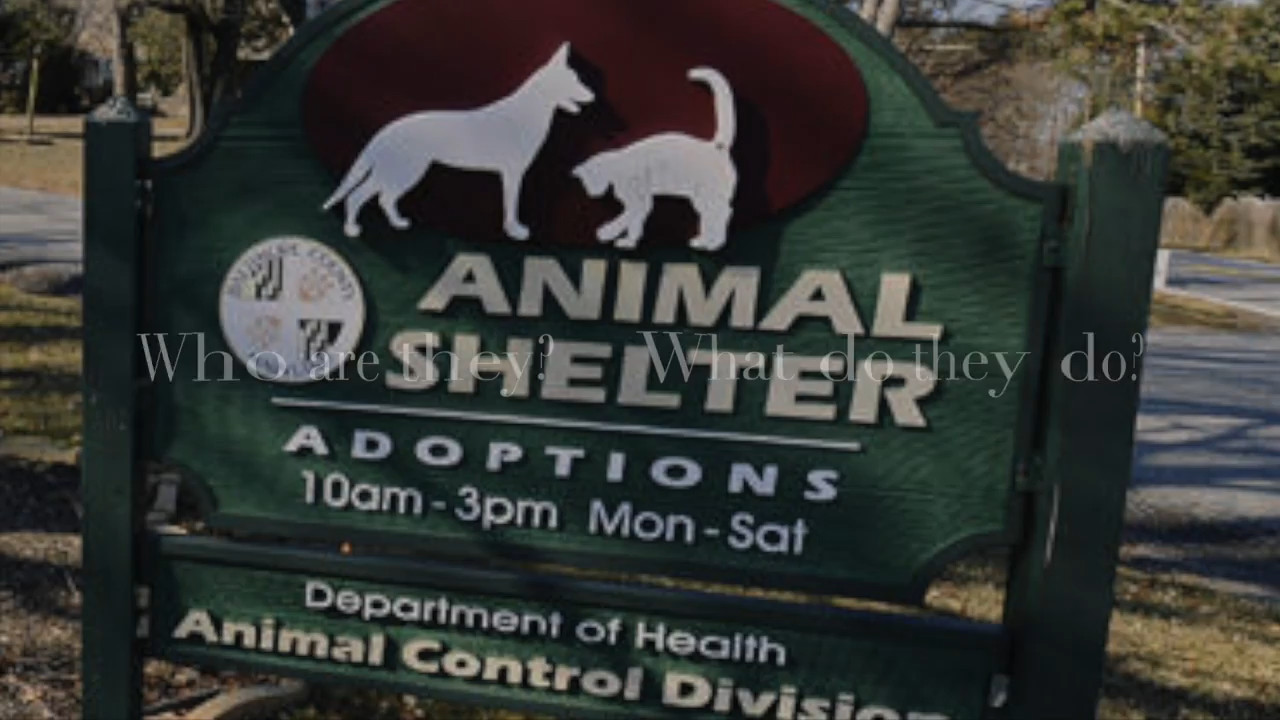 ANIMAL
SHELTER
Who are they? What do they do?
ADOPTIONS
10am - 3pm Mon - Sat
Department of Health
Animal Control Division